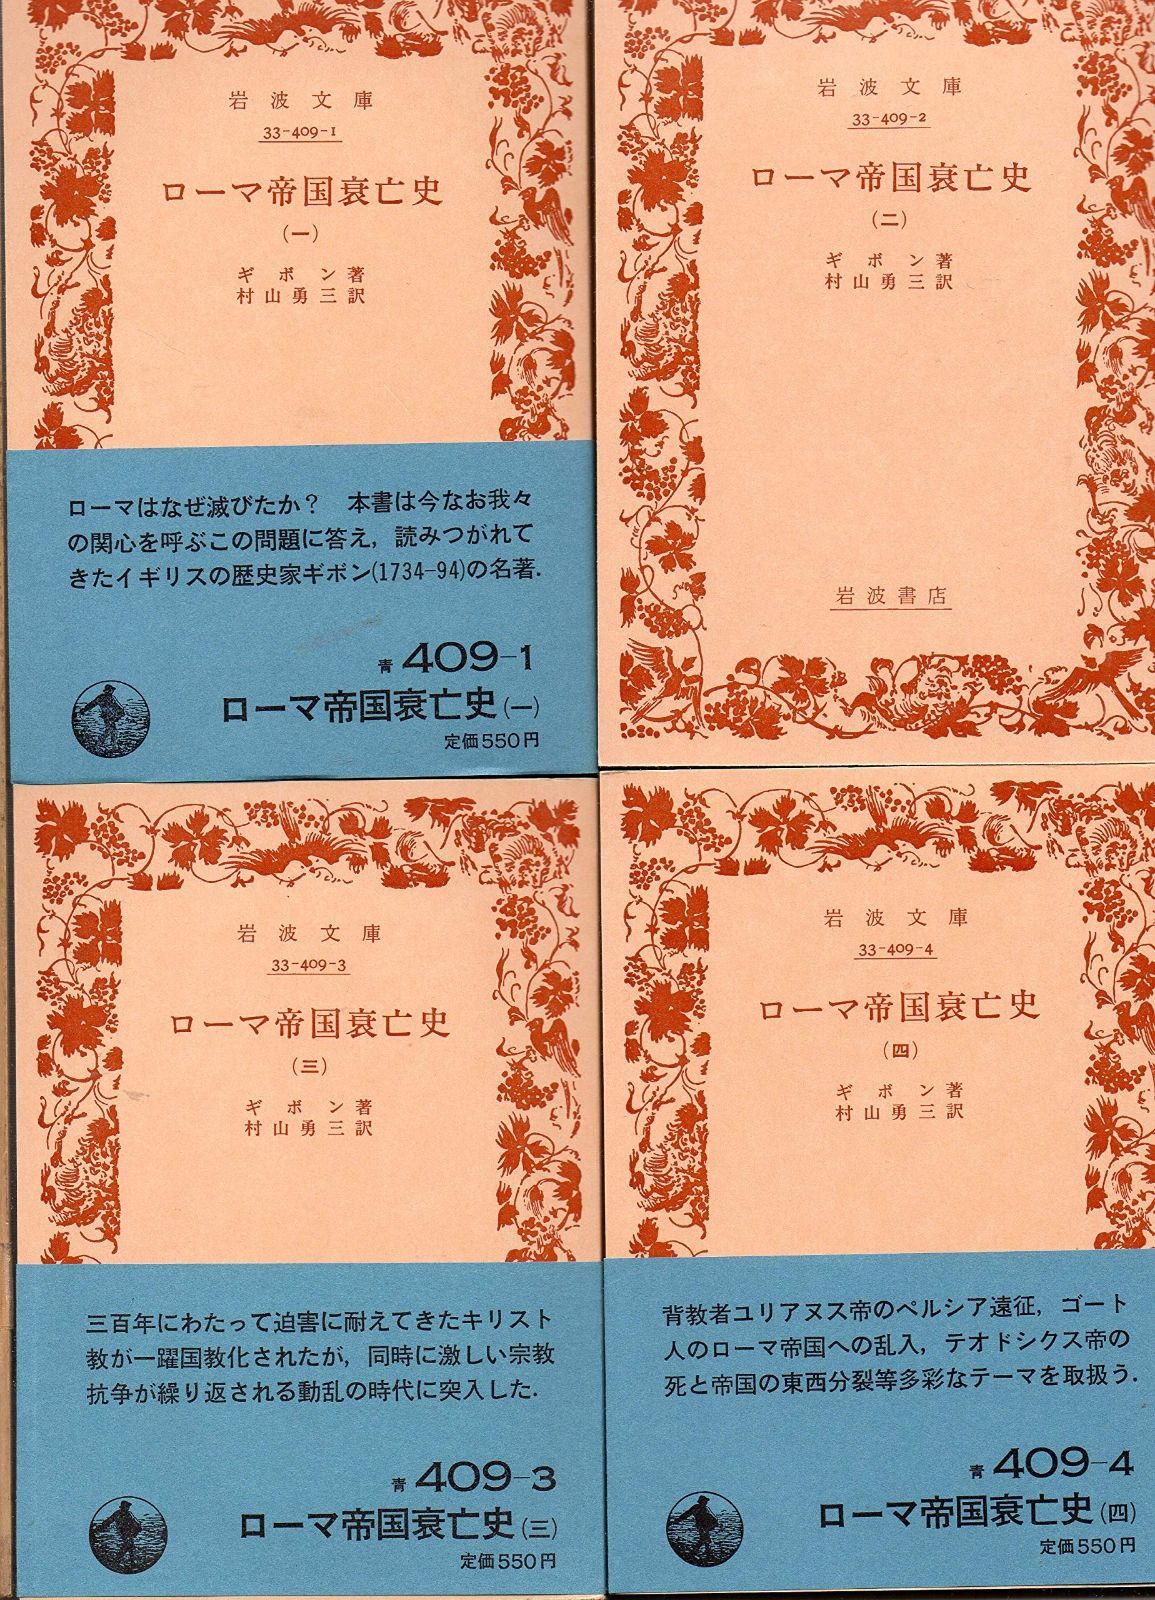 岩波文庫
33-409-1
ローマ帝国衰亡史
(一)
ギボン著
村山勇三訳
ローマはなぜ滅びたか？　本書は今なお我々
の関心を呼ぶこの問題に答え, 読みつがれて
きたイギリスの歴史家ギボン(1734-94)の名著.
青 409-1
ローマ帝国衰亡史(一)
定価550円
岩波文庫
33-409-2
ローマ帝国衰亡史
(二)
ギボン著
村山勇三訳
岩波書店
岩波文庫
33-409-3
ローマ帝国衰亡史
(三)
ギボン著
村山勇三訳
三百年にわたって迫害に耐えてきたキリスト
教が一躍国教化されたが, 同時に激しい宗教
抗争が繰り返される動乱の時代に突入した.
青 409-3
ローマ帝国衰亡史(三)
定価550円
岩波文庫
33-409-4
ローマ帝国衰亡史
(四)
ギボン著
村山勇三訳
背教者ユリアヌス帝のペルシア遠征, ゴート
人のローマ帝国への乱入, テオドシクス帝の
死と帝国の東西分裂等多彩なテーマを取扱う.
青 409-4
ローマ帝国衰亡史(四)
定価550円